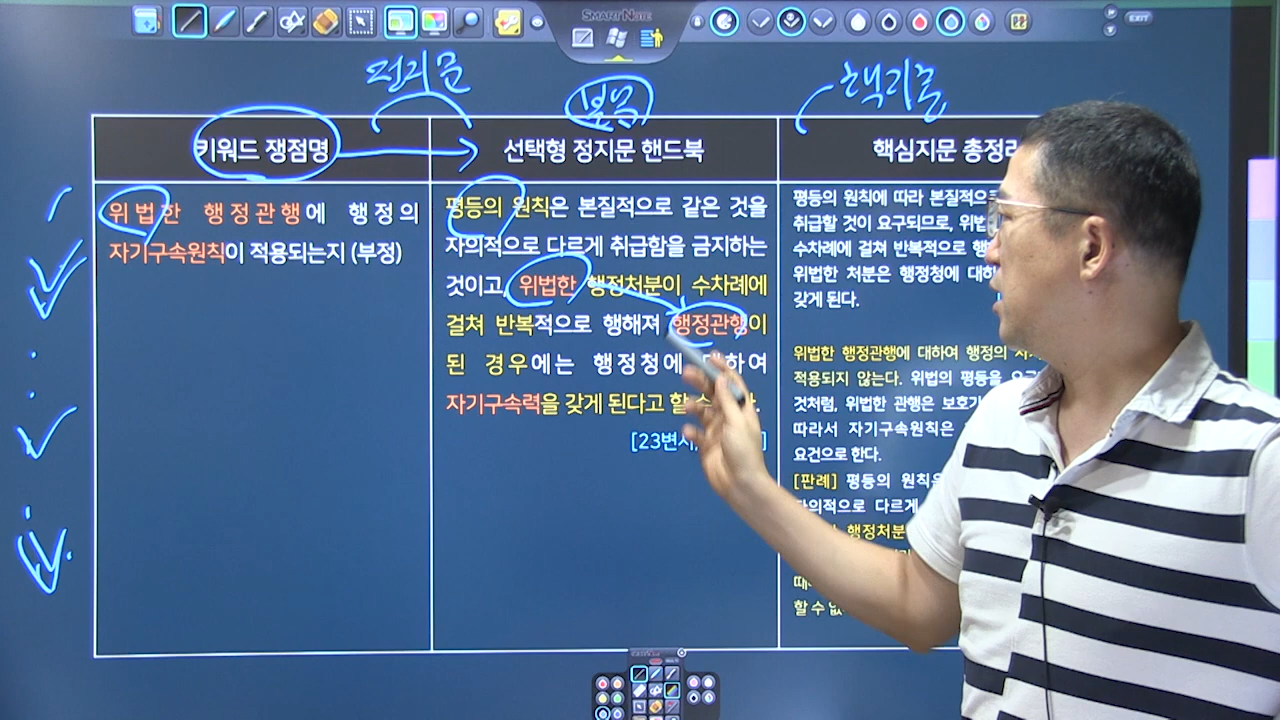 SMART NOTE
EXIT
정지문
핵지총
키워드 쟁점명
선택형 정지문 핸드북
핵심지문 총정리
위법한 행정관행에 행정의
자기구속원칙이 적용되는지 (부정)
평등의 원칙은 본질적으로 같은 것을
자의적으로 다르게 취급함을 금지하는
것이고, 위법한 행정처분이 수차례에
걸쳐 반복적으로 행해져 행정관행이
된 경우에는 행정청에 대하여
자기구속력을 갖게 된다고 할 수
[23변시
평등의 원칙에 따라 본질적으로
취급할 것이 요구되므로, 위법
수차례에 걸쳐 반복적으로 행
위법한 처분은 행정청에 대하
갖게 된다.
위법한 행정관행에 대하여 행정의
적용되지 않는다. 위법의 평등을
것처럼, 위법한 관행은 보호가
따라서 자기구속원칙은
요건으로 한다.
[판례] 평등의 원칙은
자의적으로 다르게
행정처분
할 수 없